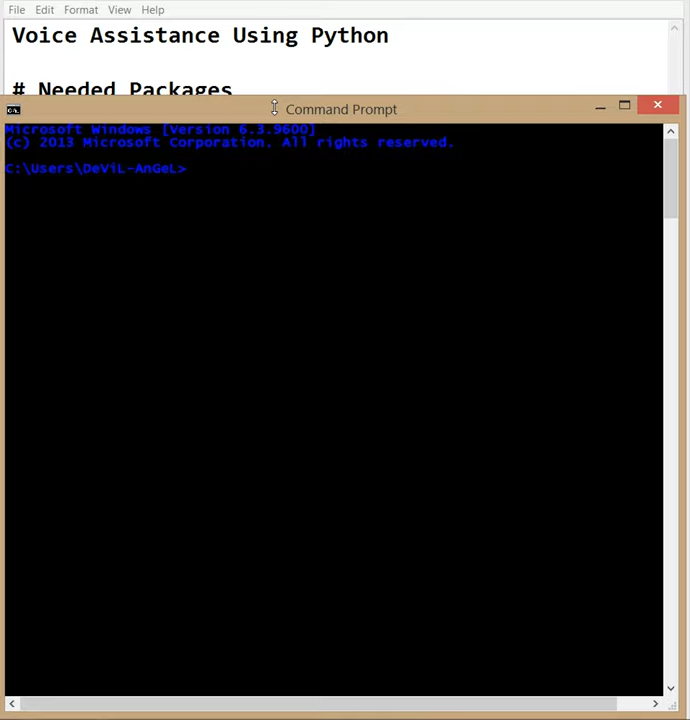 File Edit Format View Help
Voice Assistance Using Python
# Needed Packages
Command Prompt
Microsoft Windows [Version 6.3.9600]
(c) 2013 Microsoft Corporation. All rights reserved.
C:\Users\DeViL-AnGeL>